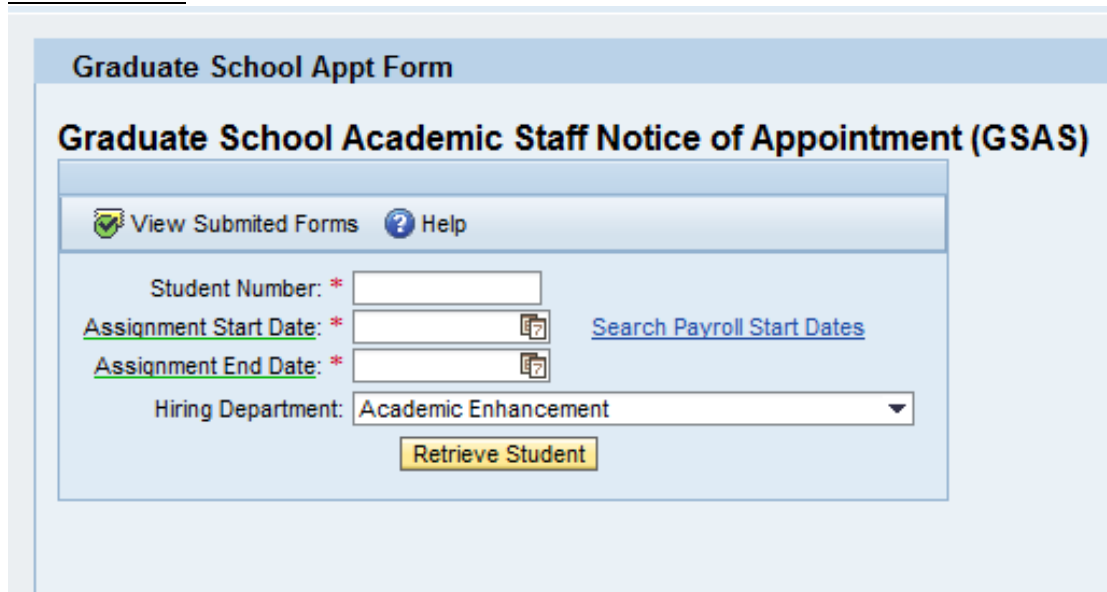 Graduate School Appt Form
Graduate School Academic Staff Notice of Appointment (GSAS)
View Submited Forms Help
Student Number: *
Assignment Start Date: * Search Payroll Start Dates
Assignment End Date: *
Hiring Department: Academic Enhancement
Retrieve Student